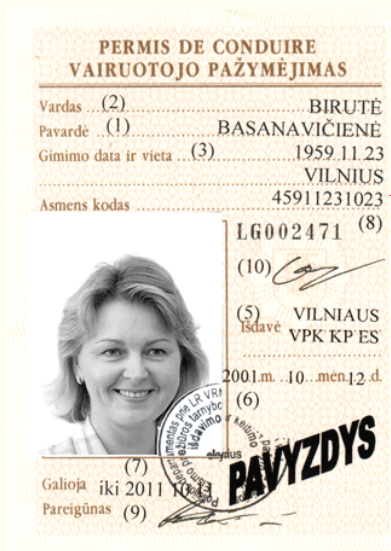 PERMIS DE CONDUIRE
VAIRUOTOJO PAŽYMĖJIMAS
Vardas (2) BIRUTĖ
Pavardė (1) BASANAVIČIENĖ
Gimimo data ir vieta (3) 1959 11 23
VILNIUS
Asmens kodas 45911231023
(8)
LG002471
(10)
(5) VILNIAUS
Išdavė VPK KP ES
2001 m. 10 mėn. 12 d.
(6)
PAVYZDYS
(7)
Galioja iki 2011 10
Pareigūnas (9)